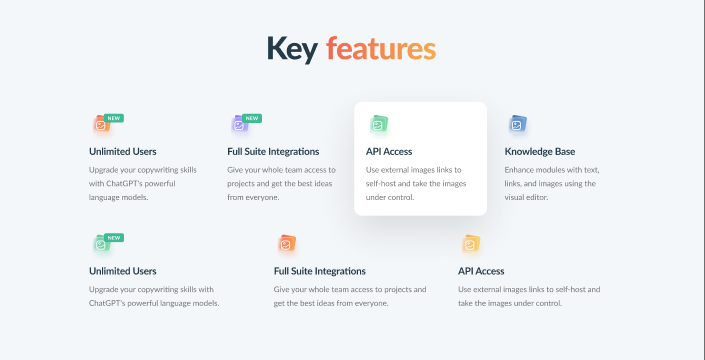 Key features
NEW
Unlimited Users
Upgrade your copywriting skills
with ChatGPT's powerful
language models.
NEW
Full Suite Integrations
Give your whole team access to
projects and get the best ideas
from everyone.
API Access
Use external images links to
self-host and take the images
under control.
Knowledge Base
Enhance modules with text,
links, and images using the
visual editor.
NEW
Unlimited Users
Upgrade your copywriting skills with
ChatGPT's powerful language models.
Full Suite Integrations
Give your whole team access to projects and
get the best ideas from everyone.
API Access
Use external images links to self-host and
take the images under control.